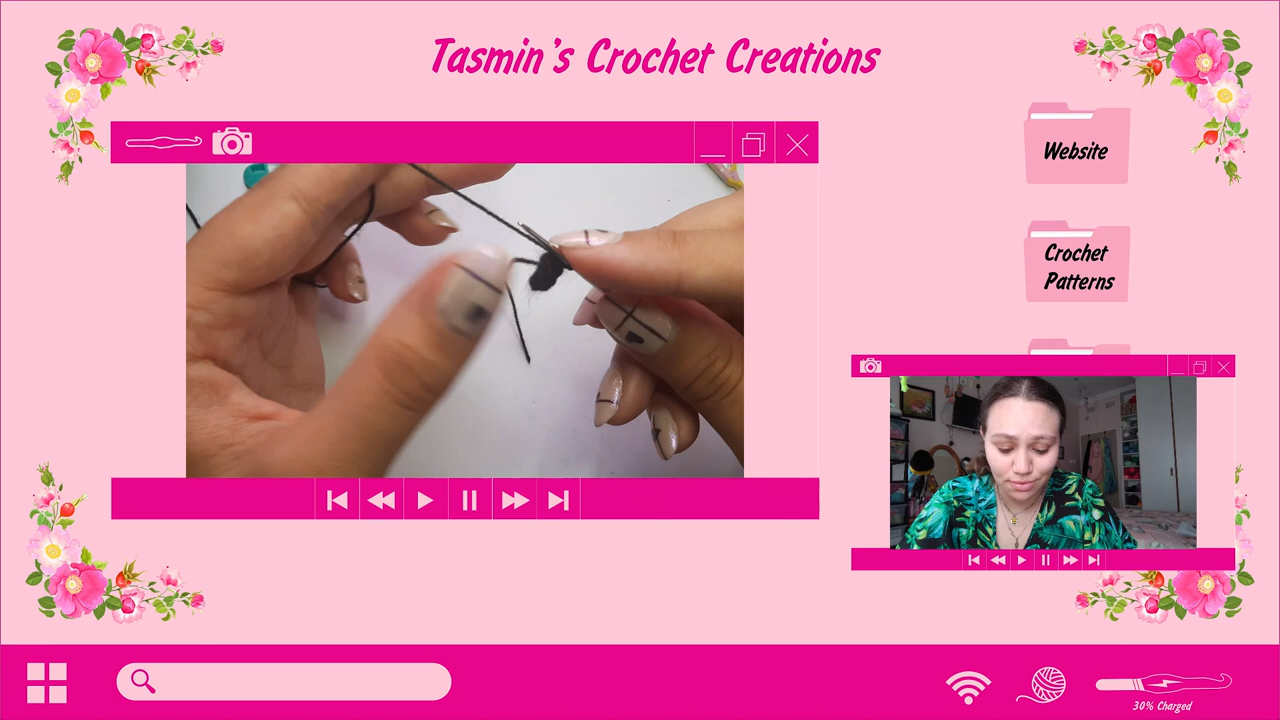 Tasmin's Crochet Creations
Website
Crochet
Patterns
30% Charged